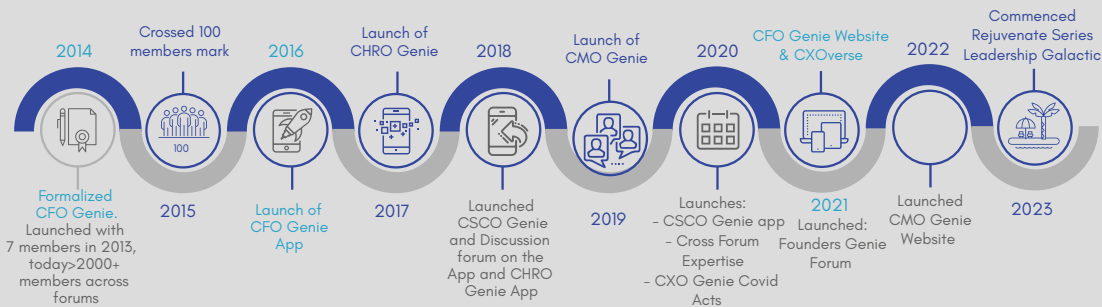 2014
Formalized
CFO Genie.
Launched with
7 members in 2013,
today>2000+
members across
forums
Crossed 100
members mark
100
2015
2016
Launch of
CFO Genie
App
Launch of
CHRO Genie
2017
2018
Launched
CSCO Genie
and Discussion
forum on the
App and CHRO
Genie App
Launch of
CMO Genie
2019
2020
Launches:
- CSCO Genie app
- Cross Forum
Expertise
- CXO Genie Covid
Acts
CFO Genie Website
& CXOverse
2021
Launched:
Founders Genie
Forum
2022
Launched
CMO Genie
Website
Commenced
Rejuvenate Series
Leadership Galactic
2023